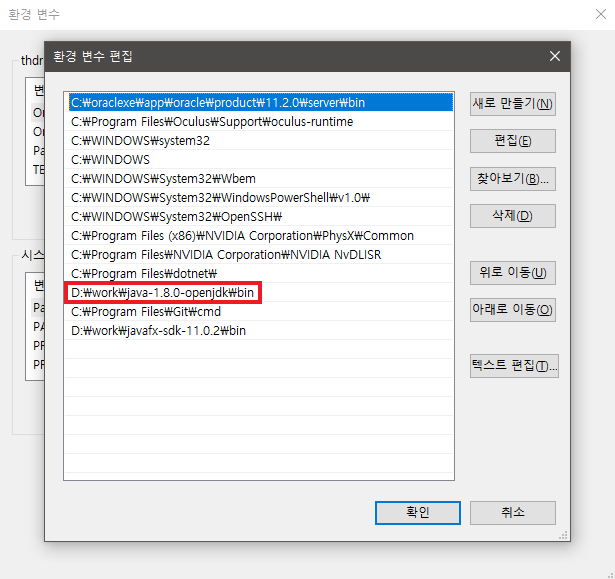 환경 변수
thdr
변
Or
Or
Pa
TE
시스
변
Pa
PA
PF
PF
환경 변수 편집
C:₩oraclexe₩app₩oracle₩product₩11.2.0₩server₩bin
C:₩Program Files₩Oculus₩Support₩oculus-runtime
C:₩WINDOWS₩system32
C:₩WINDOWS
C:₩WINDOWS₩System32₩Wbem
C:₩WINDOWS₩System32₩WindowsPowerShell₩v1.0₩
C:₩WINDOWS₩System32₩OpenSSH₩
C:₩Program Files (x86)₩NVIDIA Corporation₩PhysX₩Common
C:₩Program Files₩NVIDIA Corporation₩NVIDIA NvDLISR
C:₩Program Files₩dotnet₩
D:₩work₩java-1.8.0-openjdk₩bin
C:₩Program Files₩Git₩cmd
D:₩work₩javafx-sdk-11.0.2₩bin
새로 만들기(N)
편집(E)
찾아보기(B)...
삭제(D)
위로 이동(U)
아래로 이동(O)
텍스트 편집(T)...
확인
취소